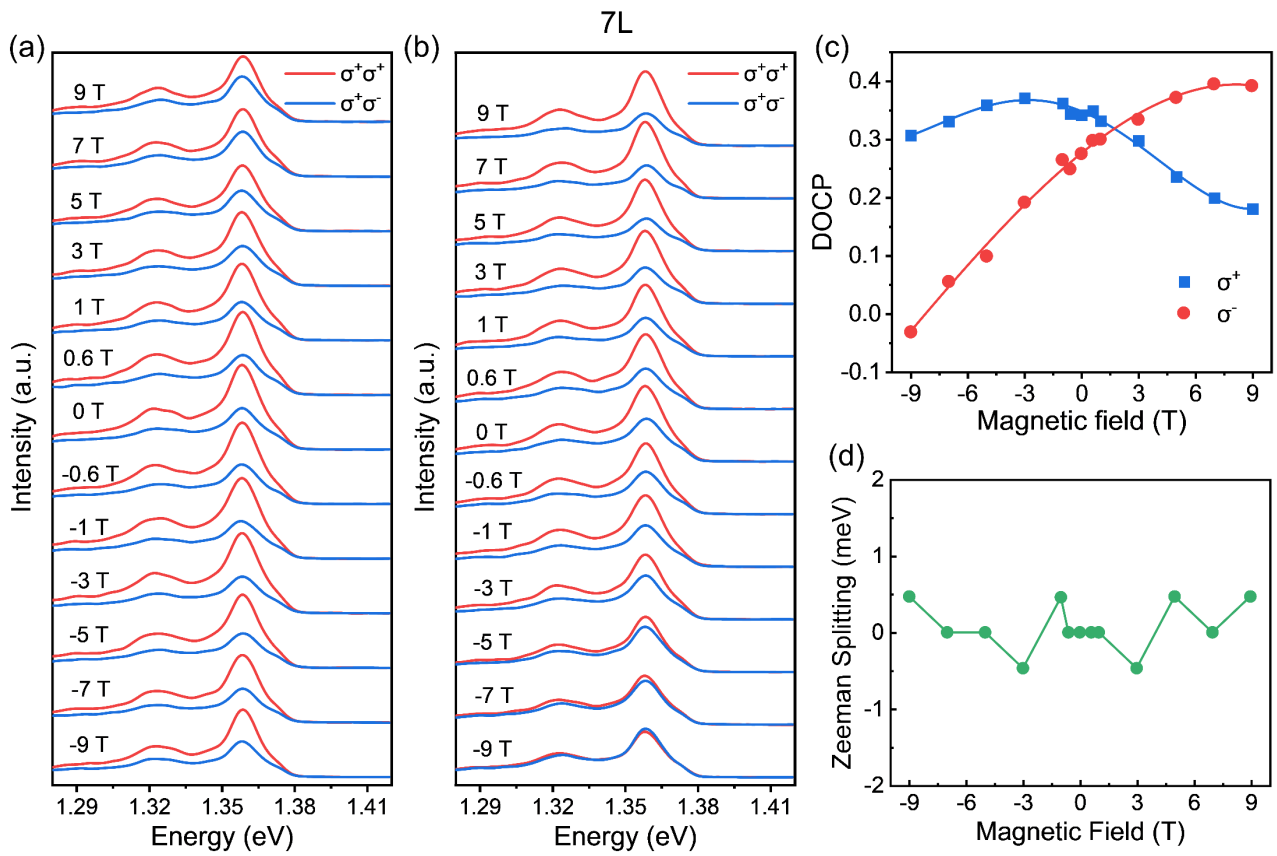 7L
(a)
Intensity (a.u.)
σ⁺σ⁺
σ⁺σ⁻
9 T
7 T
5 T
3 T
1 T
0.6 T
0 T
-0.6 T
-1 T
-3 T
-5 T
-7 T
-9 T
1.29 1.32 1.35 1.38 1.41
Energy (eV)
(b)
Intensity (a.u.)
σ⁺σ⁺
σ⁺σ⁻
9 T
7 T
5 T
3 T
1 T
0.6 T
0 T
-0.6 T
-1 T
-3 T
-5 T
-7 T
-9 T
1.29 1.32 1.35 1.38 1.41
Energy (eV)
(c)
DOCP
0.4
0.3
0.2
0.1
0.0
-0.1
σ⁺
σ⁻
-9 -6 -3 0 3 6 9
Magnetic field (T)
(d)
Zeeman Splitting (meV)
2
1
0
-1
-2
-9 -6 -3 0 3 6 9
Magnetic Field (T)